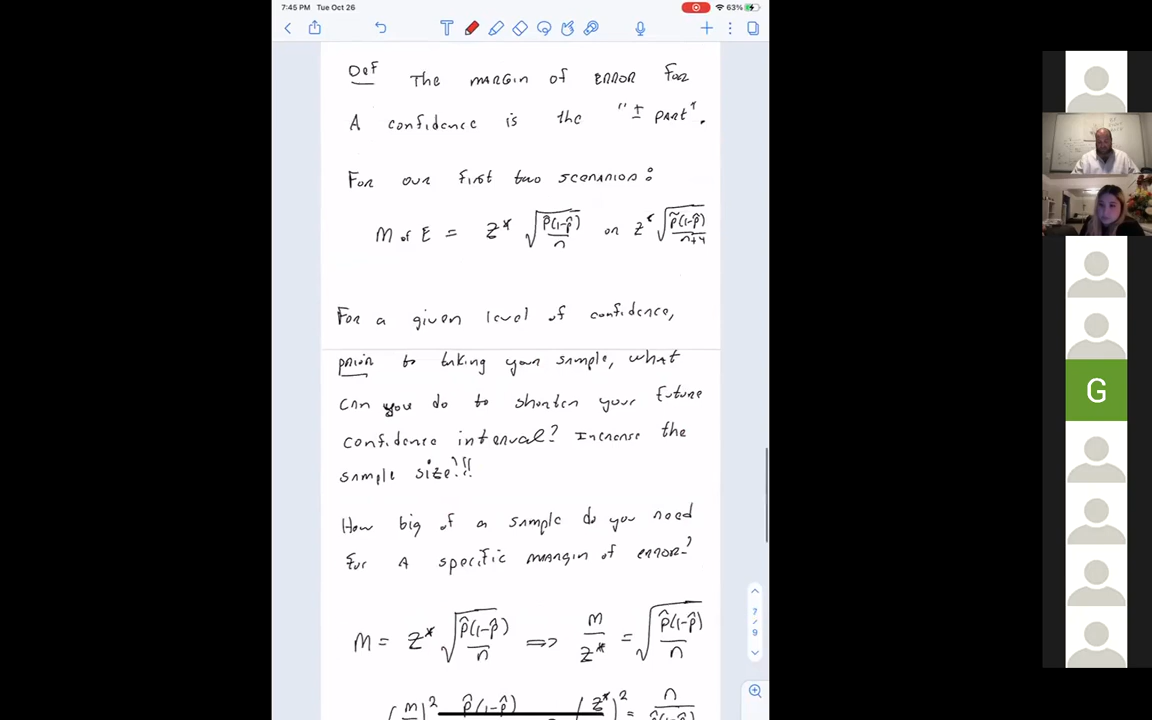 7:45 PM Tue Oct 26
63%
Def The margin of error for
A confidence is the "± part".
For our first two scenarios:
M of E = z* √(p̂(1-p̂)/n) or z* √(p̃(1-p̃)/n+4)
For a given level of confidence,
prior to taking your sample, what
can you do to shorten your future
confidence interval? Increase the
sample size!!!
How big of a sample do you need
for a specific margin of error?
M = z* √(p̂(1-p̂)/n) ⟹ m/z* = √(p̂(1-p̂)/n)
7
/
9
G